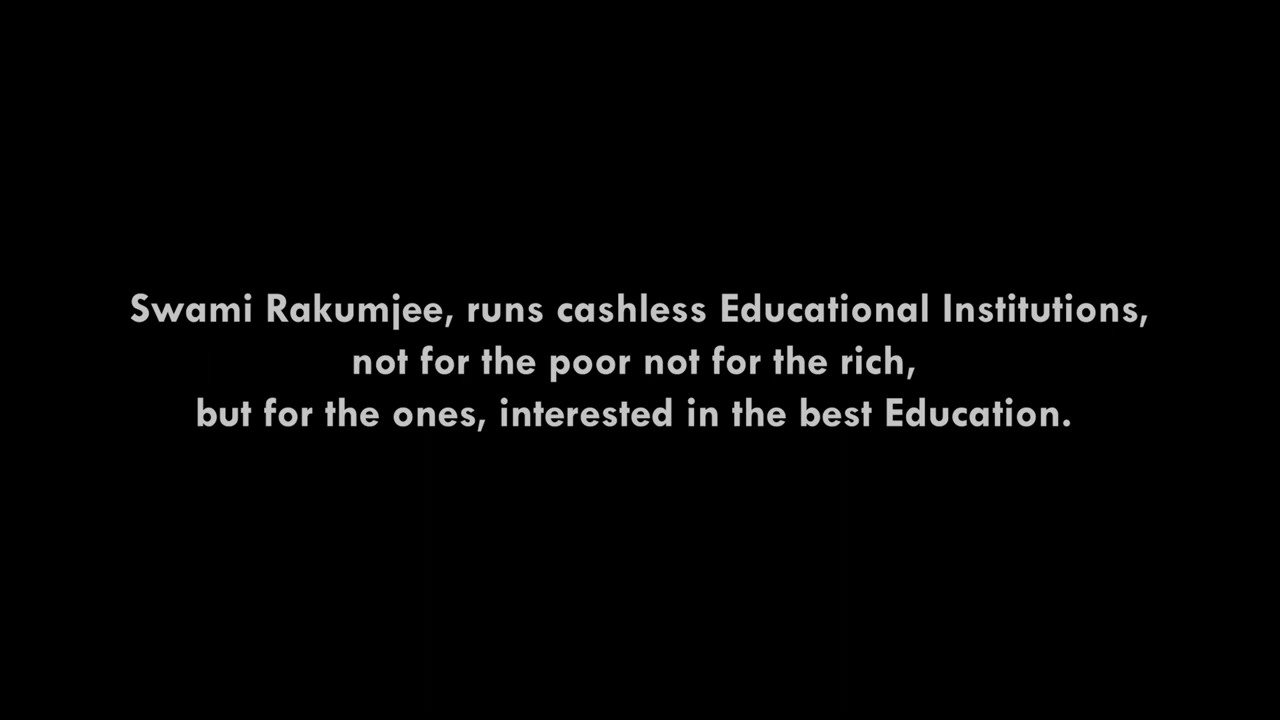 Swami Rakumjee, runs cashless Educational Institutions,
not for the poor not for the rich,
but for the ones, interested in the best Education.